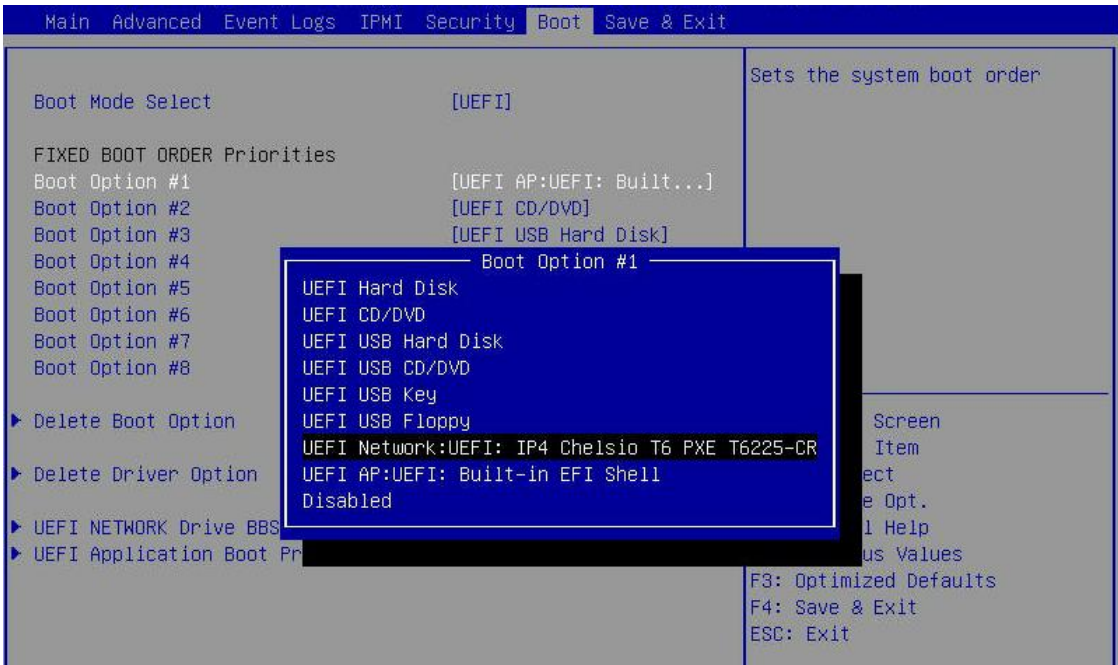 Main Advanced Event Logs IPMI Security Boot Save & Exit
Sets the system boot order
Boot Mode Select [UEFI]
FIXED BOOT ORDER Priorities
Boot Option #1 [UEFI AP:UEFI: Built...]
Boot Option #2 [UEFI CD/DVD]
Boot Option #3 [UEFI USB Hard Disk]
Boot Option #4
Boot Option #5
Boot Option #6
Boot Option #7
Boot Option #8
Delete Boot Option
Delete Driver Option
UEFI NETWORK Drive BBS
UEFI Application Boot Pr
Boot Option #1
UEFI Hard Disk
UEFI CD/DVD
UEFI USB Hard Disk
UEFI USB CD/DVD
UEFI USB Key
UEFI USB Floppy
UEFI Network:UEFI: IP4 Chelsio T6 PXE T6225-CR
UEFI AP:UEFI: Built-in EFI Shell
Disabled
Screen
Item
ect
e Opt.
l Help
us Values
F3: Optimized Defaults
F4: Save & Exit
ESC: Exit